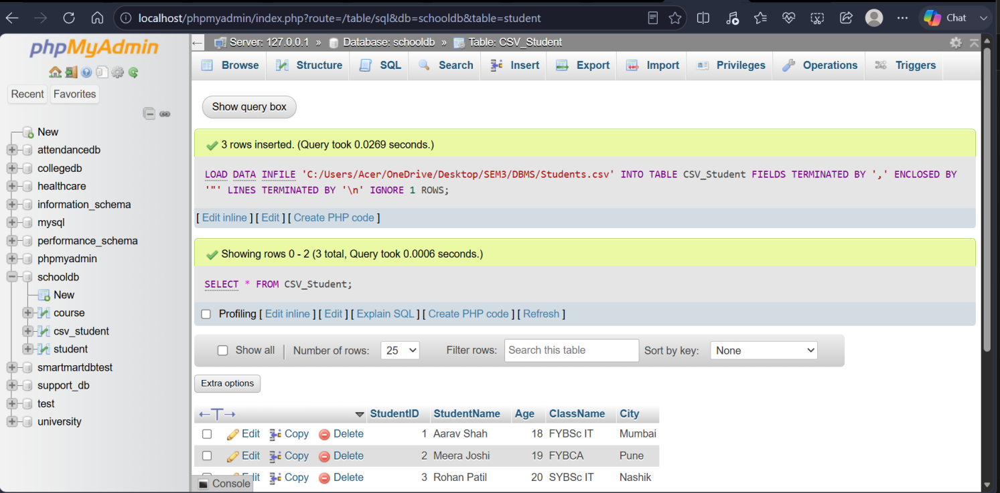 localhost/phpmyadmin/index.php?route=/table/sql&db=schooldb&table=student
Chat
phpMyAdmin
Recent Favorites
New
attendancedb
collegedb
healthcare
information_schema
mysql
performance_schema
phpmyadmin
schooldb
New
course
csv_student
student
smartmartdbtest
support_db
test
university
Server: 127.0.0.1 » Database: schooldb » Table: CSV_Student
Browse Structure SQL Search Insert Export Import Privileges Operations Triggers
Show query box
3 rows inserted. (Query took 0.0269 seconds.)
LOAD DATA INFILE 'C:/Users/Acer/OneDrive/Desktop/SEM3/DBMS/Students.csv' INTO TABLE CSV_Student FIELDS TERMINATED BY ',' ENCLOSED BY
'"' LINES TERMINATED BY '\n' IGNORE 1 ROWS;
[ Edit inline ] [ Edit ] [ Create PHP code ]
Showing rows 0 - 2 (3 total, Query took 0.0006 seconds.)
SELECT * FROM CSV_Student;
Profiling [ Edit inline ] [ Edit ] [ Explain SQL ] [ Create PHP code ] [ Refresh ]
Show all | Number of rows: 25 Filter rows: Search this table Sort by key: None
Extra options
←T→ StudentID StudentName Age ClassName City
Edit Copy Delete 1 Aarav Shah 18 FYBSc IT Mumbai
Edit Copy Delete 2 Meera Joshi 19 FYBCA Pune
Edit Copy Delete 3 Rohan Patil 20 SYBSc IT Nashik
Console